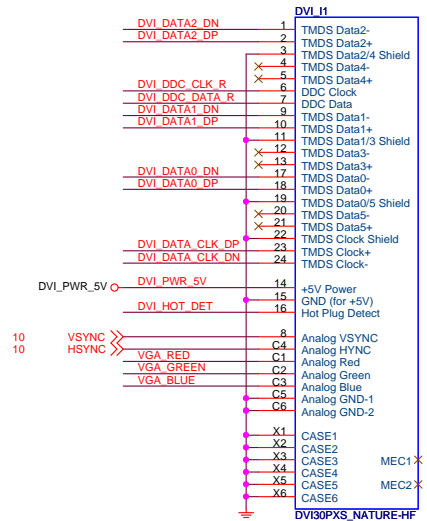 DVI_I1
DVI_DATA2_DN 1 TMDS Data2-
DVI_DATA2_DP 2 TMDS Data2+
3 TMDS Data2/4 Shield
4 TMDS Data4-
5 TMDS Data4+
DVI_DDC_CLK_R 6 DDC Clock
DVI_DDC_DATA_R 7 DDC Data
DVI_DATA1_DN 9 TMDS Data1-
DVI_DATA1_DP 10 TMDS Data1+
11 TMDS Data1/3 Shield
12 TMDS Data3-
13 TMDS Data3+
DVI_DATA0_DN 17 TMDS Data0-
DVI_DATA0_DP 18 TMDS Data0+
19 TMDS Data0/5 Shield
20 TMDS Data5-
21 TMDS Data5+
22 TMDS Clock Shield
DVI_DATA_CLK_DP 23 TMDS Clock+
DVI_DATA_CLK_DN 24 TMDS Clock-
DVI_PWR_5V DVI_PWR_5V 14 +5V Power
15 GND (for +5V)
DVI_HOT_DET 16 Hot Plug Detect
10 VSYNC 8 Analog VSYNC
10 HSYNC C4 Analog HYNC
VGA_RED C1 Analog Red
VGA_GREEN C2 Analog Green
VGA_BLUE C3 Analog Blue
C5 Analog GND-1
C6 Analog GND-2
X1 CASE1
X2 CASE2
X3 CASE3 MEC1
X4 CASE4
X5 CASE5 MEC2
X6 CASE6
DVI30PXS_NATURE-HF